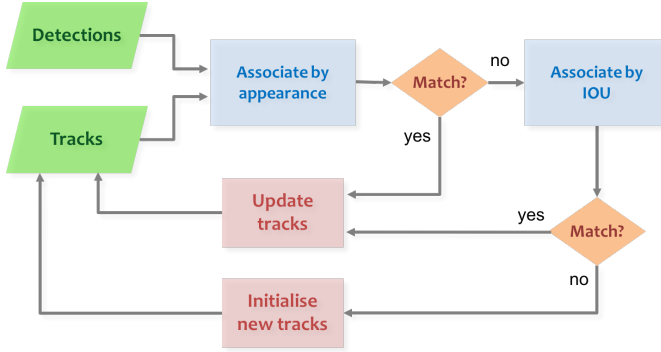 Detections
Associate by
appearance
Match?
no
Associate by
IOU
Tracks
yes
Update
tracks
yes
Match?
no
Initialise
new tracks